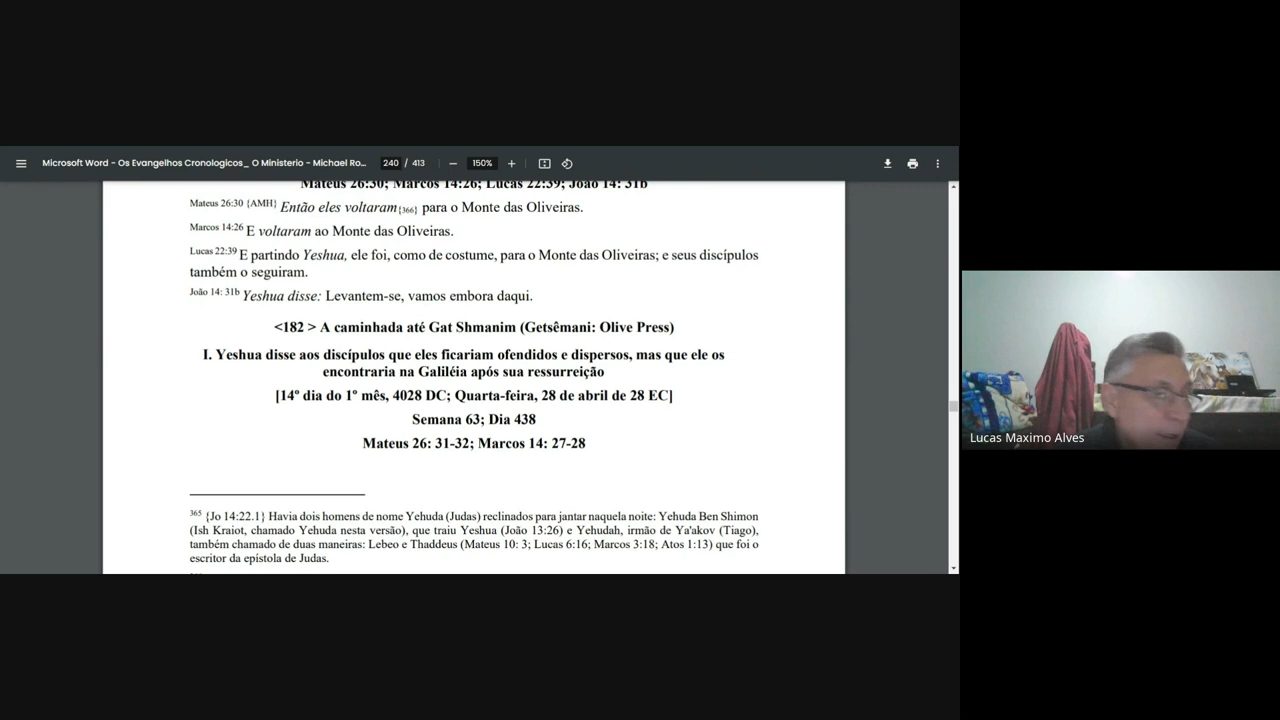 Microsoft Word - Os Evangelhos Cronologicos_ O Ministerio - Michael Ro... 240 / 413 150%
Mateus 26:30; Marcos 14:26; Lucas 22:39; João 14: 31b
Mateus 26:30 {AMH} Então eles voltaram{366} para o Monte das Oliveiras.
Marcos 14:26 E voltaram ao Monte das Oliveiras.
Lucas 22:39 E partindo Yeshua, ele foi, como de costume, para o Monte das Oliveiras; e seus discípulos
também o seguiram.
João 14: 31b Yeshua disse: Levantem-se, vamos embora daqui.
<182 > A caminhada até Gat Shmanim (Getsêmani: Olive Press)
I. Yeshua disse aos discípulos que eles ficariam ofendidos e dispersos, mas que ele os
encontraria na Galiléia após sua ressurreição
[14º dia do 1º mês, 4028 DC; Quarta-feira, 28 de abril de 28 EC]
Semana 63; Dia 438
Mateus 26: 31-32; Marcos 14: 27-28
365 {Jo 14:22.1} Havia dois homens de nome Yehuda (Judas) reclinados para jantar naquela noite: Yehuda Ben Shimon
(Ish Kraiot, chamado Yehuda nesta versão), que traiu Yeshua (João 13:26) e Yehudah, irmão de Ya'akov (Tiago),
também chamado de duas maneiras: Lebeo e Thaddeus (Mateus 10: 3; Lucas 6:16; Marcos 3:18; Atos 1:13) que foi o
escritor da epístola de Judas.
Lucas Maximo Alves